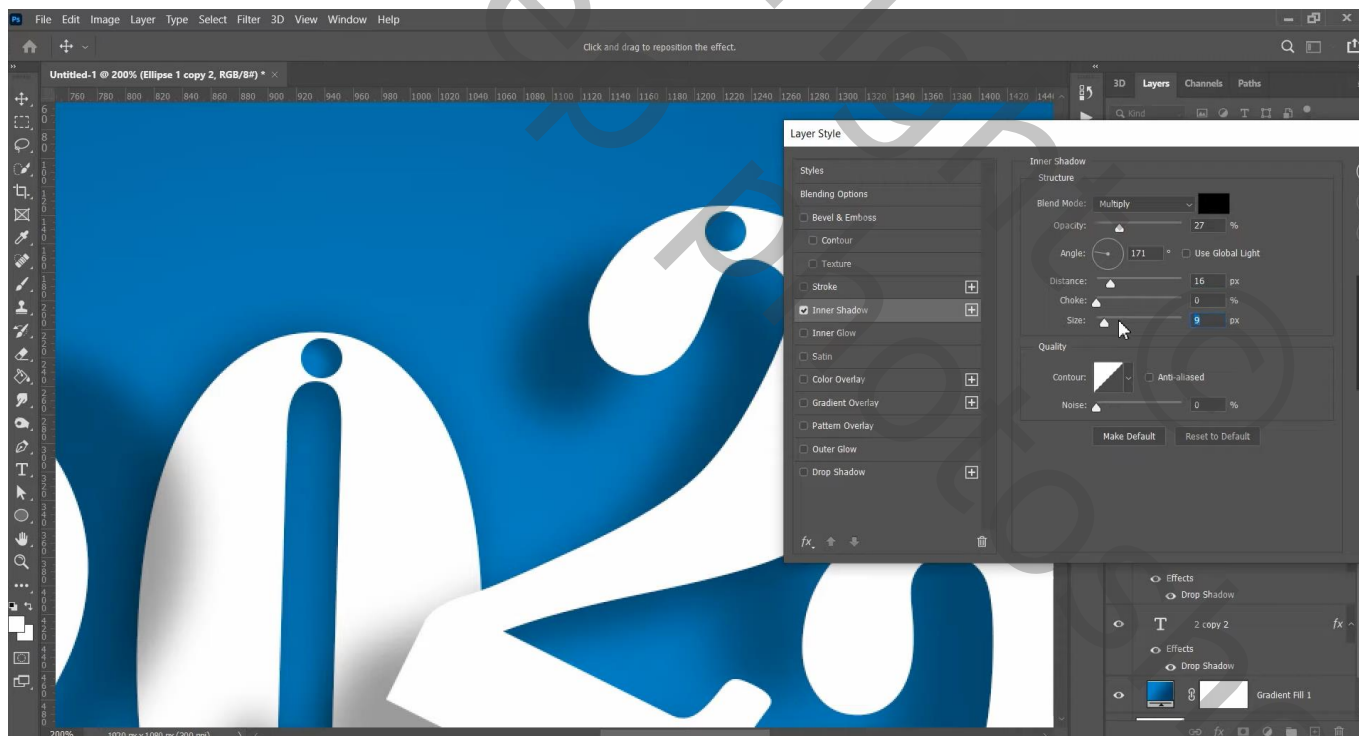 Ps File Edit Image Layer Type Select Filter 3D View Window Help
Click and drag to reposition the effect.
Untitled-1 @ 200% (Ellipse 1 copy 2, RGB/8#) * ×
760 780 800 820 840 860 880 900 920 940 960 980 1000 1020 1040 1060 1080 1100 1120 1140 1160 1180 1200 1220 1240 1260 1280 1300 1320 1340 1360 1380 1400 1420
3D Layers Channels Paths
Kind
Layer Style
Styles
Blending Options
Bevel & Emboss
Contour
Texture
Stroke
Inner Shadow
Inner Glow
Satin
Color Overlay
Gradient Overlay
Pattern Overlay
Outer Glow
Drop Shadow
fx
Inner Shadow
Structure
Blend Mode: Multiply
Opacity: 27 %
Angle: 171 ° Use Global Light
Distance: 16 px
Choke: 0 %
Size: 9 px
Quality
Contour: Anti-aliased
Noise: 0 %
Make Default Reset to Default
Effects
Drop Shadow
T 2 copy 2 fx
Effects
Drop Shadow
Gradient Fill 1
fx
200%